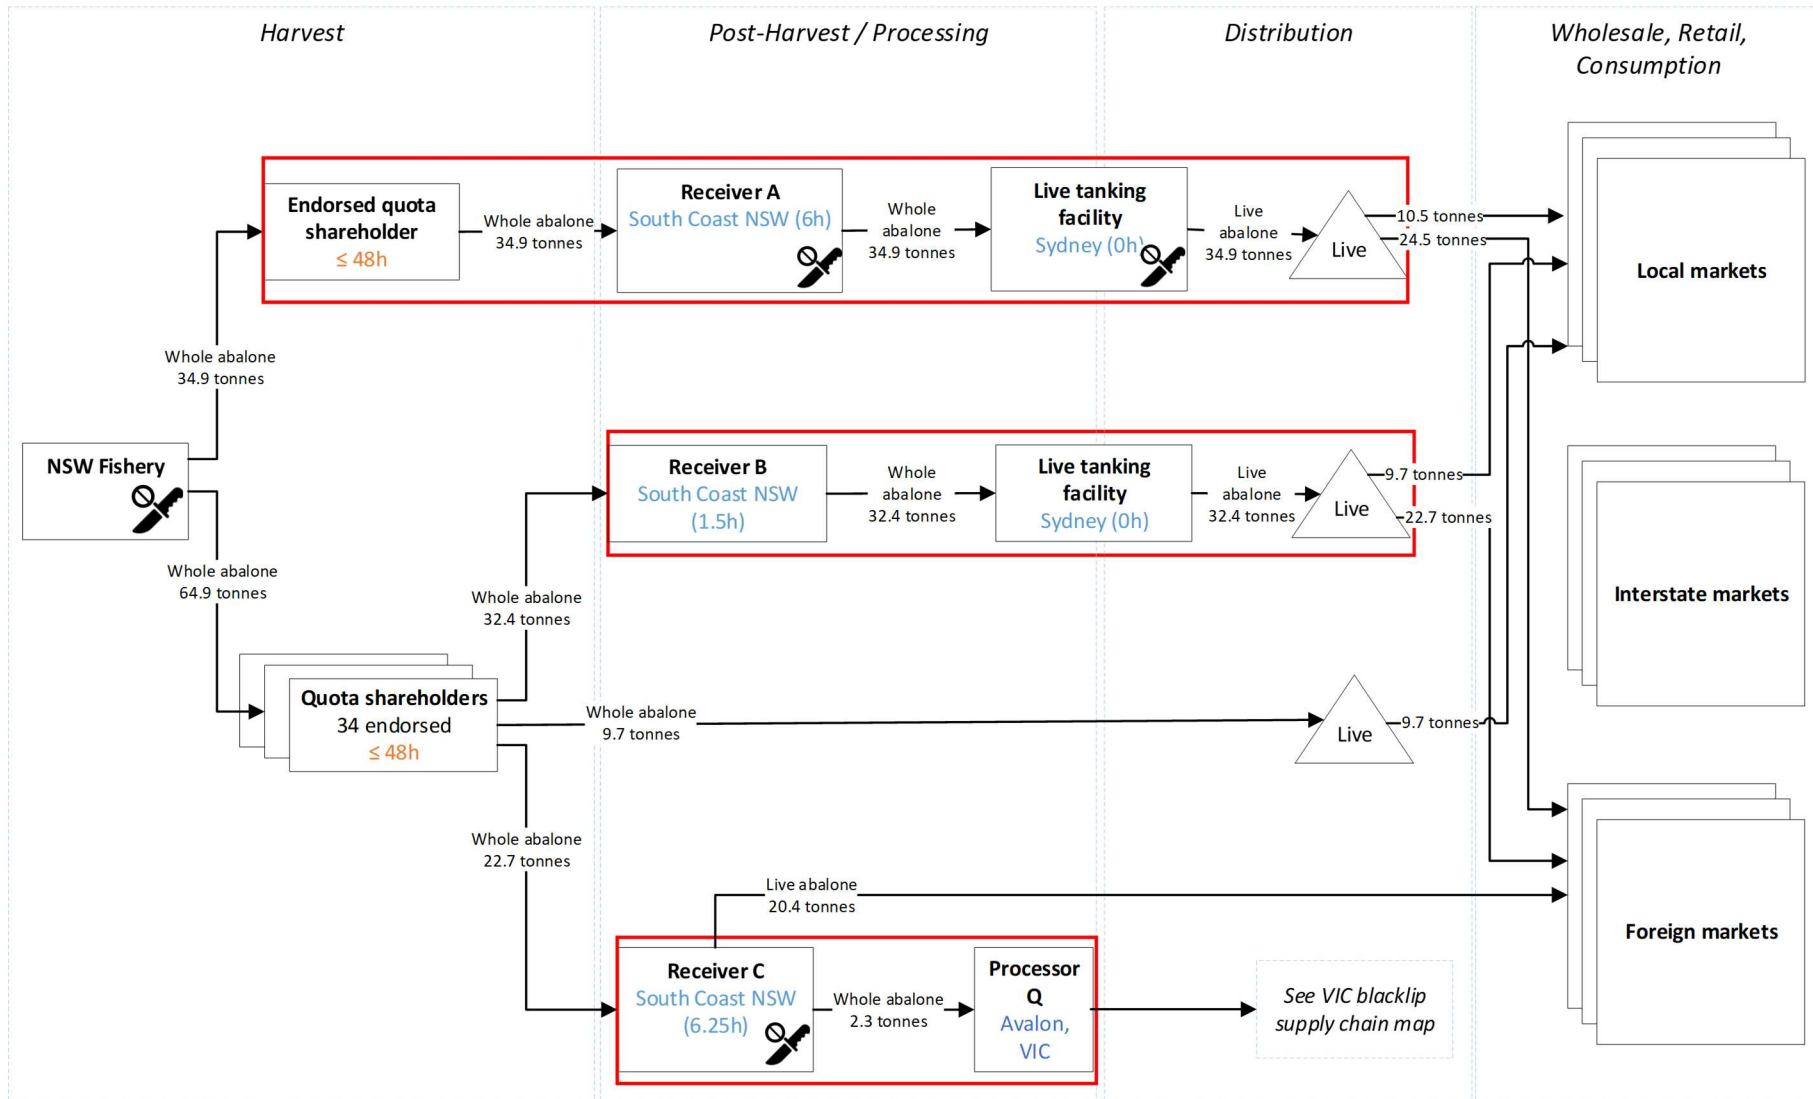 Harvest
Post-Harvest / Processing
Distribution
Wholesale, Retail,
Consumption
Endorsed quota
shareholder
≤ 48h
Whole abalone
34.9 tonnes
Receiver A
South Coast NSW (6h)
Whole
abalone
34.9 tonnes
Live tanking
facility
Sydney (0h)
Live
abalone
34.9 tonnes
Live
10.5 tonnes
24.5 tonnes
Local markets
Whole abalone
34.9 tonnes
NSW Fishery
Whole abalone
64.9 tonnes
Receiver B
South Coast NSW
(1.5h)
Whole
abalone
32.4 tonnes
Live tanking
facility
Sydney (0h)
Live
abalone
32.4 tonnes
Live
9.7 tonnes
22.7 tonnes
Interstate markets
Whole abalone
32.4 tonnes
Quota shareholders
34 endorsed
≤ 48h
Whole abalone
9.7 tonnes
Live
9.7 tonnes
Whole abalone
22.7 tonnes
Live abalone
20.4 tonnes
Foreign markets
Receiver C
South Coast NSW
(6.25h)
Whole abalone
2.3 tonnes
Processor
Q
Avalon,
VIC
See VIC blacklip
supply chain map